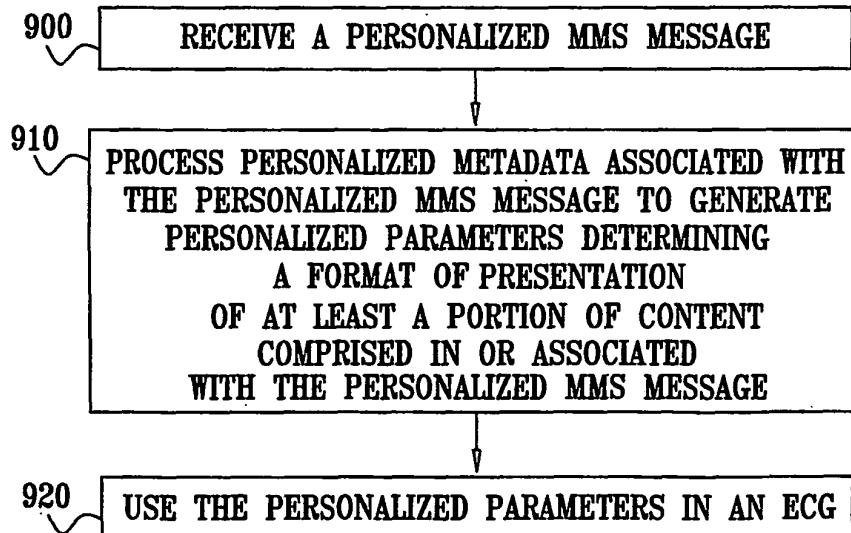 900
RECEIVE A PERSONALIZED MMS MESSAGE
910
PROCESS PERSONALIZED METADATA ASSOCIATED WITH
THE PERSONALIZED MMS MESSAGE TO GENERATE
PERSONALIZED PARAMETERS DETERMINING
A FORMAT OF PRESENTATION
OF AT LEAST A PORTION OF CONTENT
COMPRISED IN OR ASSOCIATED
WITH THE PERSONALIZED MMS MESSAGE
920
USE THE PERSONALIZED PARAMETERS IN AN ECG